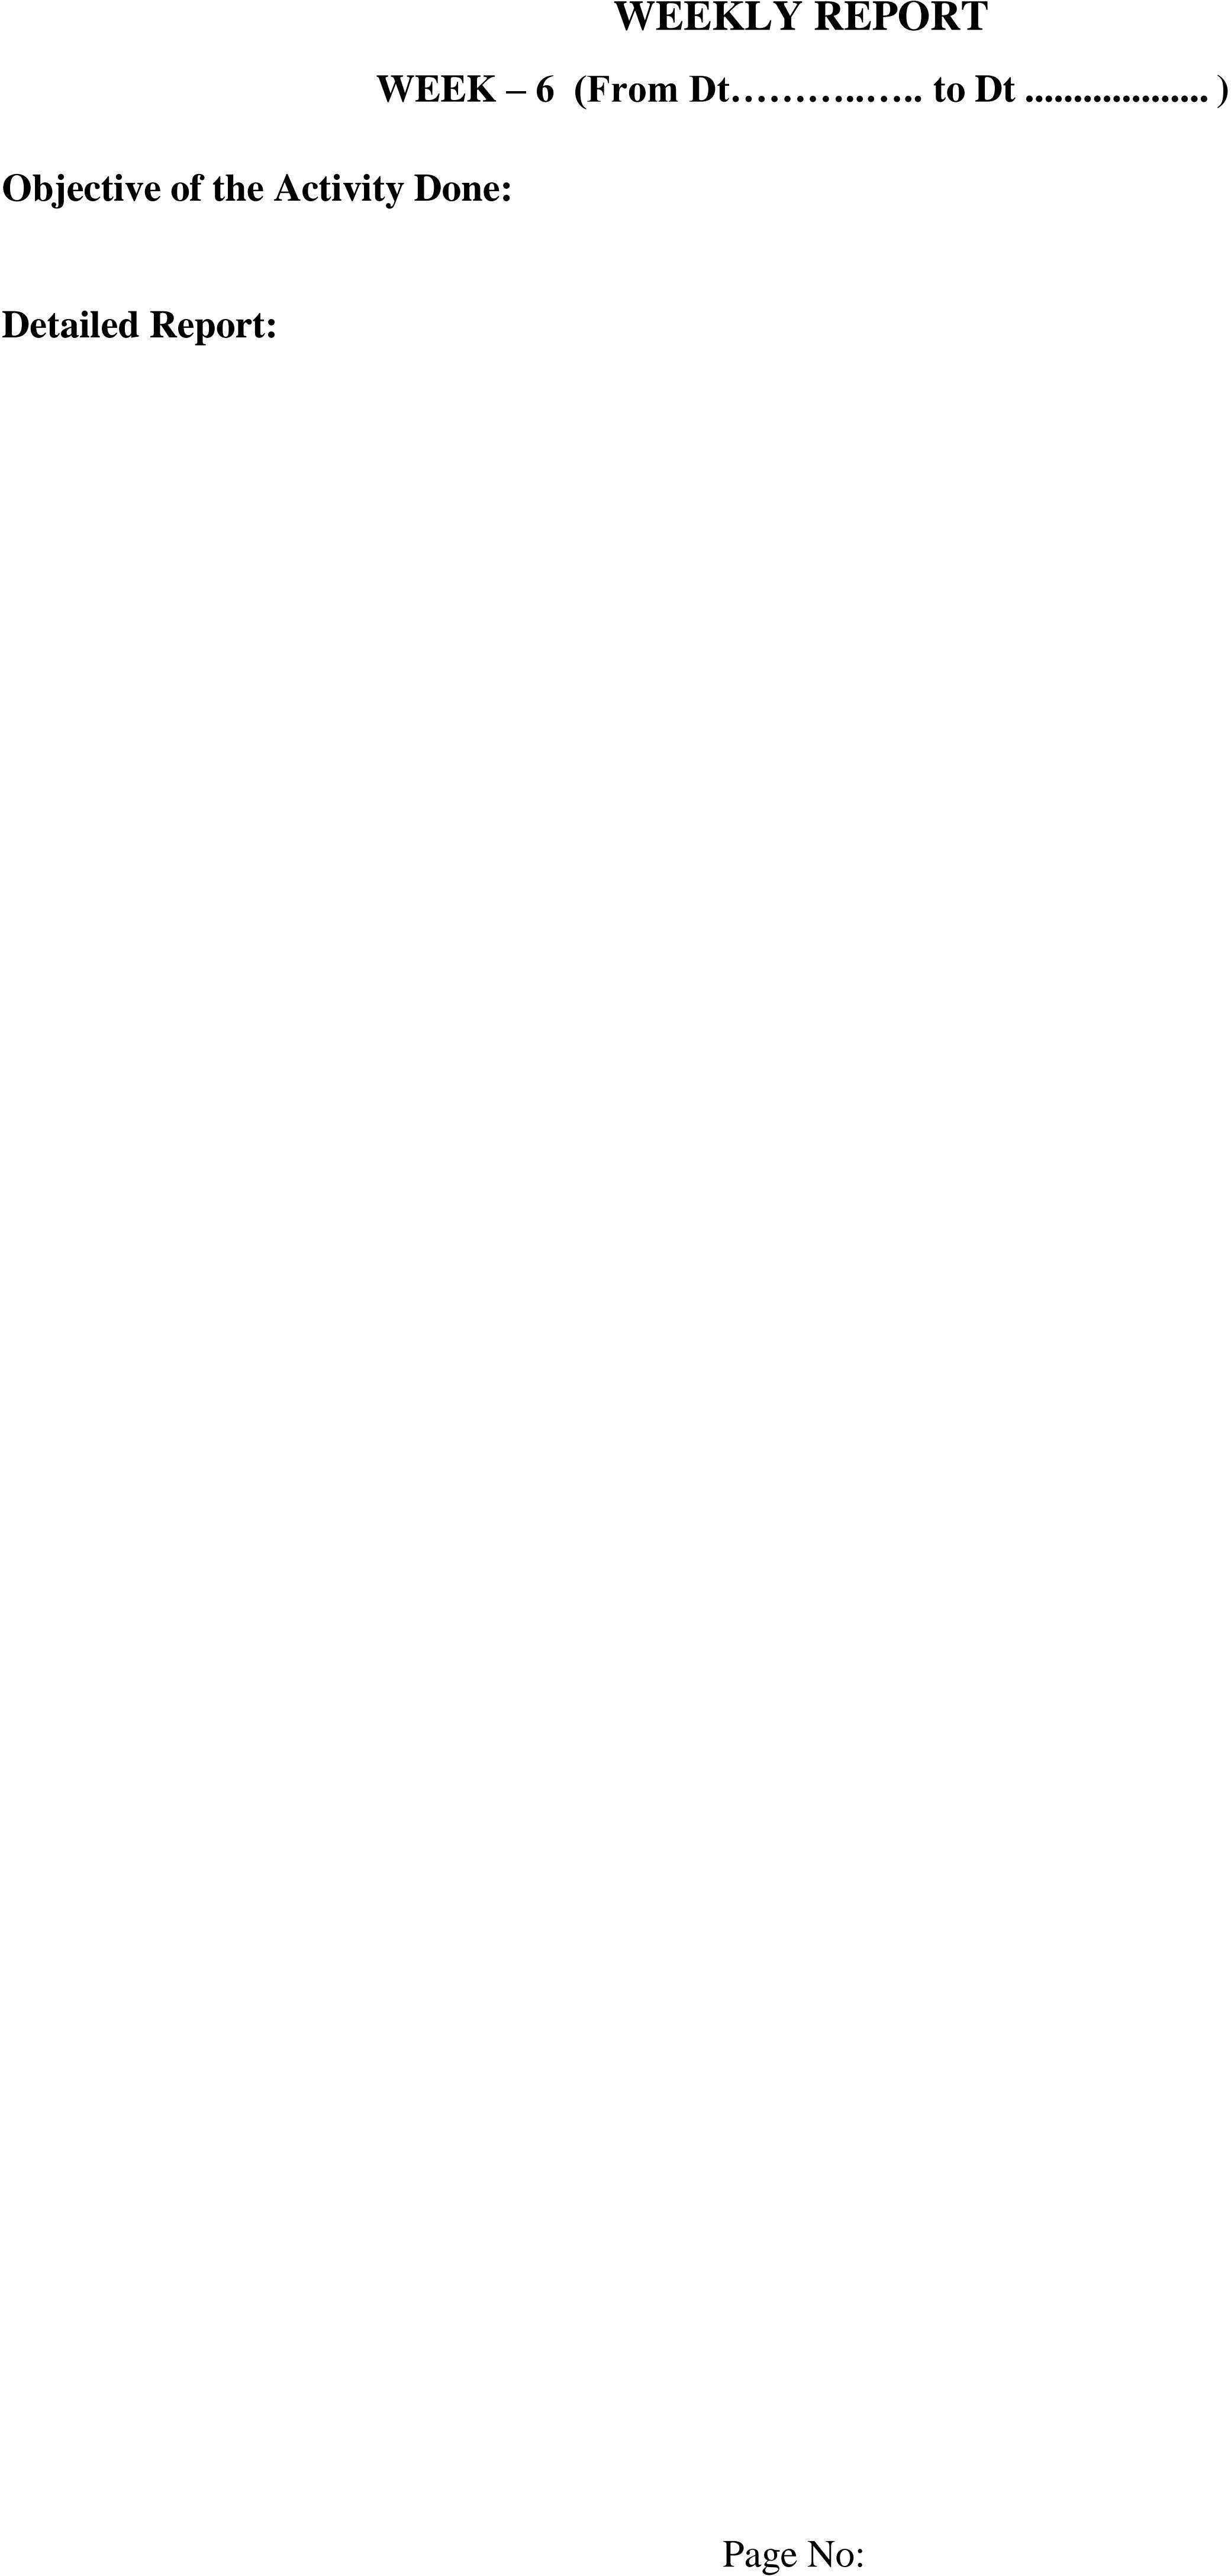 WEEKLY REPORT
WEEK – 6 (From Dt………..….. to Dt ................... )
Objective of the Activity Done:
Detailed Report:
Page No: